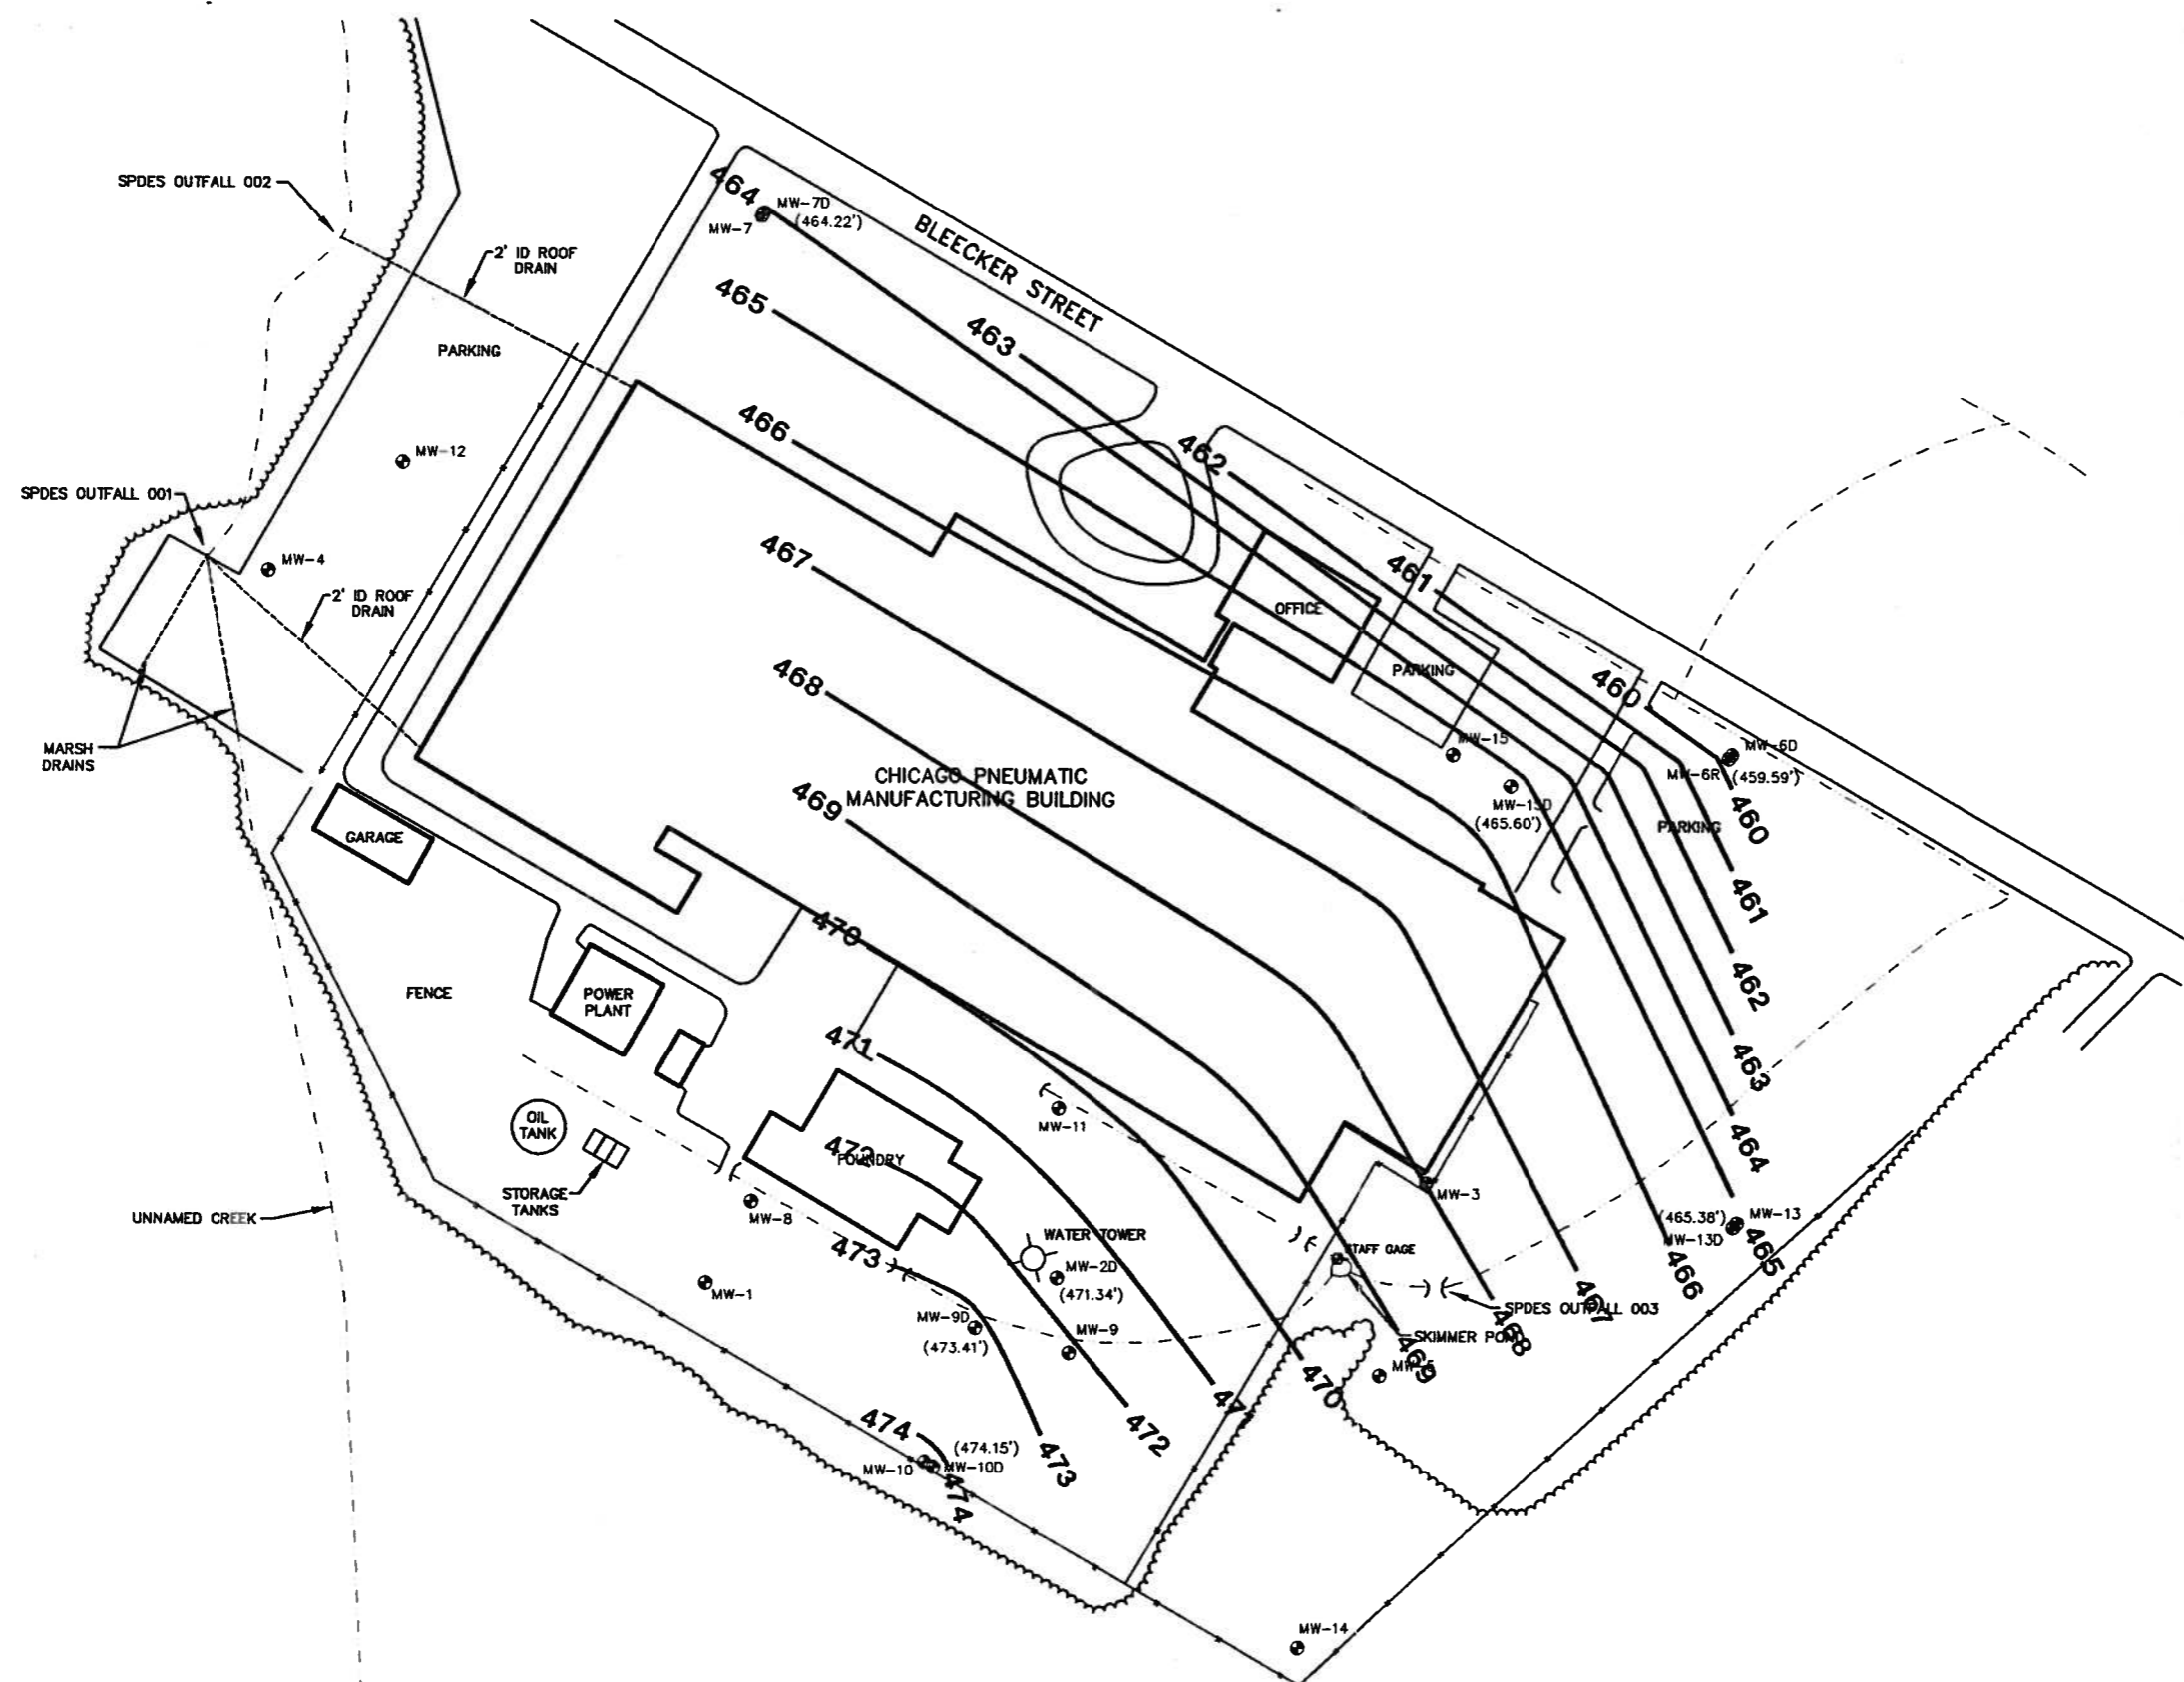 SPDES OUTFALL 002
464
MW-7D
(464.22')
MW-7
BLEECKER STREET
2' ID ROOF
DRAIN
465
463
PARKING
466
462
MW-12
SPDES OUTFALL 001
MW-4
467
461
2' ID ROOF
DRAIN
OFFICE
PARKING
468
460
MARSH
DRAINS
MW-15
MW-6D
MW-6R
(459.59')
CHICAGO PNEUMATIC
MANUFACTURING BUILDING
469
MW-15D
(465.60')
460
PARKING
GARAGE
461
470
FENCE
POWER
PLANT
462
471
463
OIL
TANK
MW-11
464
472
FOUNDRY
STORAGE
TANKS
MW-8
MW-3
UNNAMED CREEK
WATER TOWER
473
STAFF GAGE
(465.38')
MW-13
MW-13D
465
MW-2D
(471.34')
466
MW-1
467
SPDES OUTFALL 003
MW-9D
(473.41')
MW-9
468
SKIMMER POND
469
MW-5
470
471
472
474
(474.15')
MW-10
MW-10D
473
474
MW-14